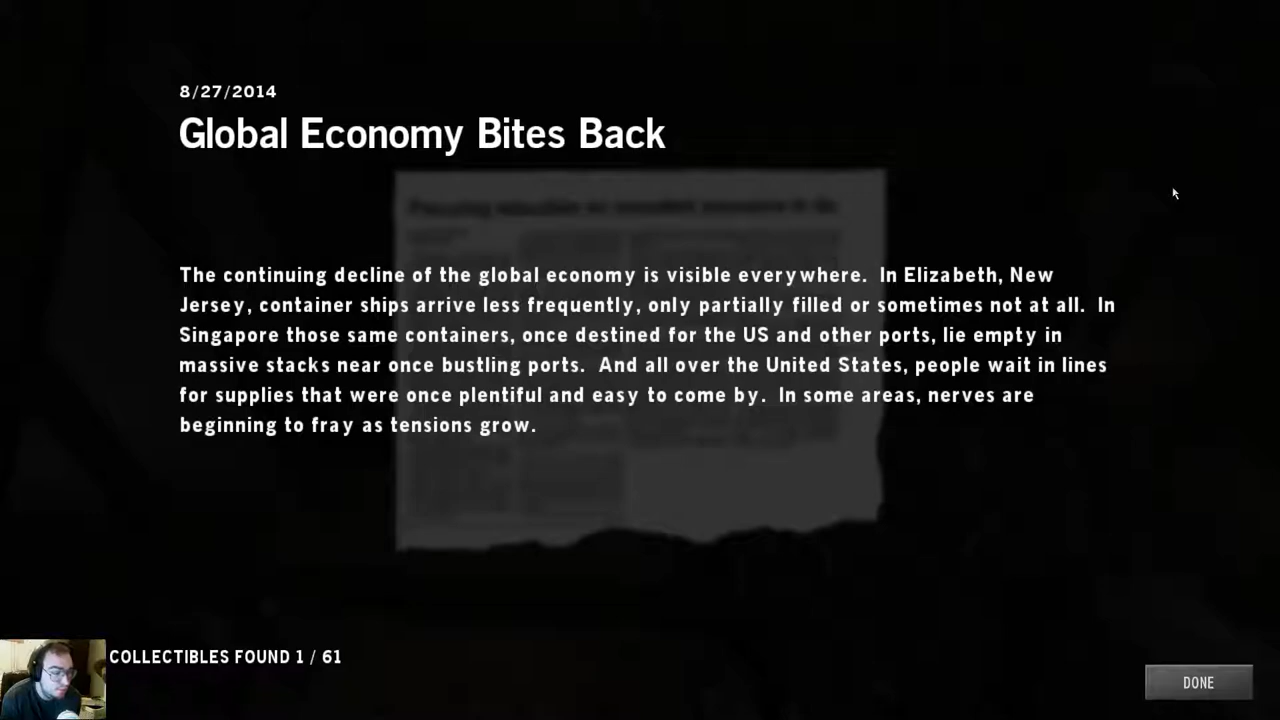 8/27/2014
Global Economy Bites Back
The continuing decline of the global economy is visible everywhere.  In Elizabeth, New
Jersey, container ships arrive less frequently, only partially filled or sometimes not at all.  In
Singapore those same containers, once destined for the US and other ports, lie empty in
massive stacks near once bustling ports.  And all over the United States, people wait in lines
for supplies that were once plentiful and easy to come by.  In some areas, nerves are
beginning to fray as tensions grow.
COLLECTIBLES FOUND 1 / 61
DONE